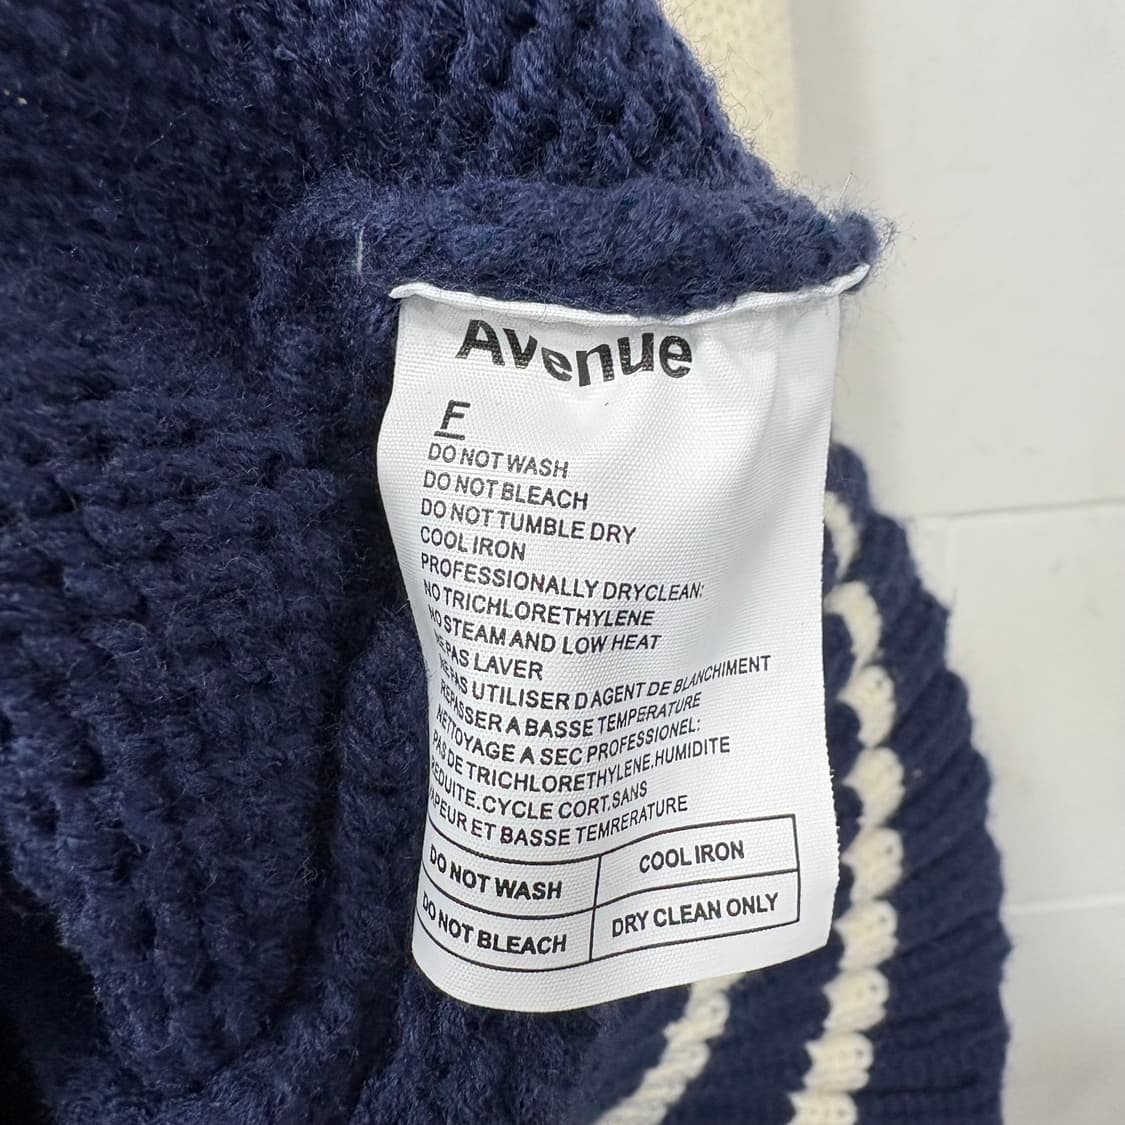 Avenue
F
DO NOT WASH
DO NOT BLEACH
DO NOT TUMBLE DRY
COOL IRON
PROFESSIONALLY DRYCLEAN:
NO TRICHLORETHYLENE
NO STEAM AND LOW HEAT
NE PAS LAVER
NE PAS UTILISER D AGENT DE BLANCHIMENT
REPASSER A BASSE TEMPERATURE
NETTOYAGE A SEC PROFESSIONEL:
PAS DE TRICHLORETHYLENE.HUMIDITE
REDUITE.CYCLE CORT.SANS
VAPEUR ET BASSE TEMRERATURE
DO NOT WASH COOL IRON
DO NOT BLEACH DRY CLEAN ONLY